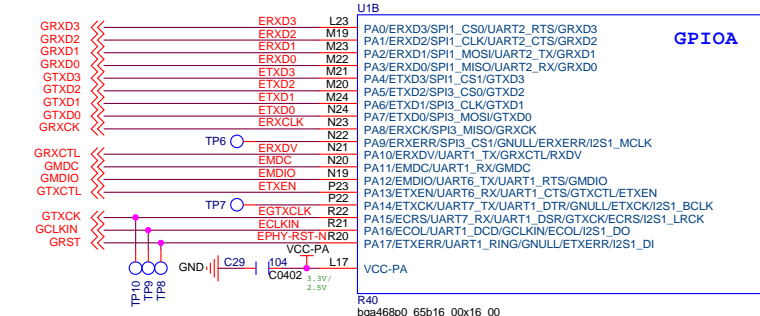 U1B
GPIOA
GRXD3 ERXD3 L23 PA0/ERXD3/SPI1_CS0/UART2_RTS/GRXD3
GRXD2 ERXD2 M19 PA1/ERXD2/SPI1_CLK/UART2_CTS/GRXD2
GRXD1 ERXD1 M23 PA2/ERXD1/SPI1_MOSI/UART2_TX/GRXD1
GRXD0 ERXD0 M22 PA3/ERXD0/SPI1_MISO/UART2_RX/GRXD0
GTXD3 ETXD3 M21 PA4/ETXD3/SPI1_CS1/GTXD3
GTXD2 ETXD2 M20 PA5/ETXD2/SPI3_CS0/GTXD2
GTXD1 ETXD1 M24 PA6/ETXD1/SPI3_CLK/GTXD1
GTXD0 ETXD0 N24 PA7/ETXD0/SPI3_MOSI/GTXD0
GRXCK ERXCLK N23 PA8/ERXCK/SPI3_MISO/GRXCK
TP6 N22 PA9/ERXERR/SPI3_CS1/GNULL/ERXERR/I2S1_MCLK
GRXCTL ERXDV N21 PA10/ERXDV/UART1_TX/GRXCTL/RXDV
GMDC EMDC N20 PA11/EMDC/UART1_RX/GMDC
GMDIO EMDIO N19 PA12/EMDIO/UART6_TX/UART1_RTS/GMDIO
GTXCTL ETXEN P23 PA13/ETXEN/UART6_RX/UART1_CTS/GTXCTL/ETXEN
TP7 P22 PA14/ETXCK/UART7_TX/UART1_DTR/GNULL/ETXCK/I2S1_BCLK
GTXCK EGTXCLK R22 PA15/ECRS/UART7_RX/UART1_DSR/GTXCK/ECRS/I2S1_LRCK
GCLKIN ECLKIN R21 PA16/ECOL/UART1_DCD/GCLKIN/ECOL/I2S1_DO
GRST EPHY-RST-N R20 PA17/ETXERR/UART1_RING/GNULL/ETXERR/I2S1_DI
VCC-PA
GND C29 104 L17 VCC-PA
C0402
3.3V/
2.5V
TP10 TP9 TP8
R40
bga468p0_65b16_00x16_00